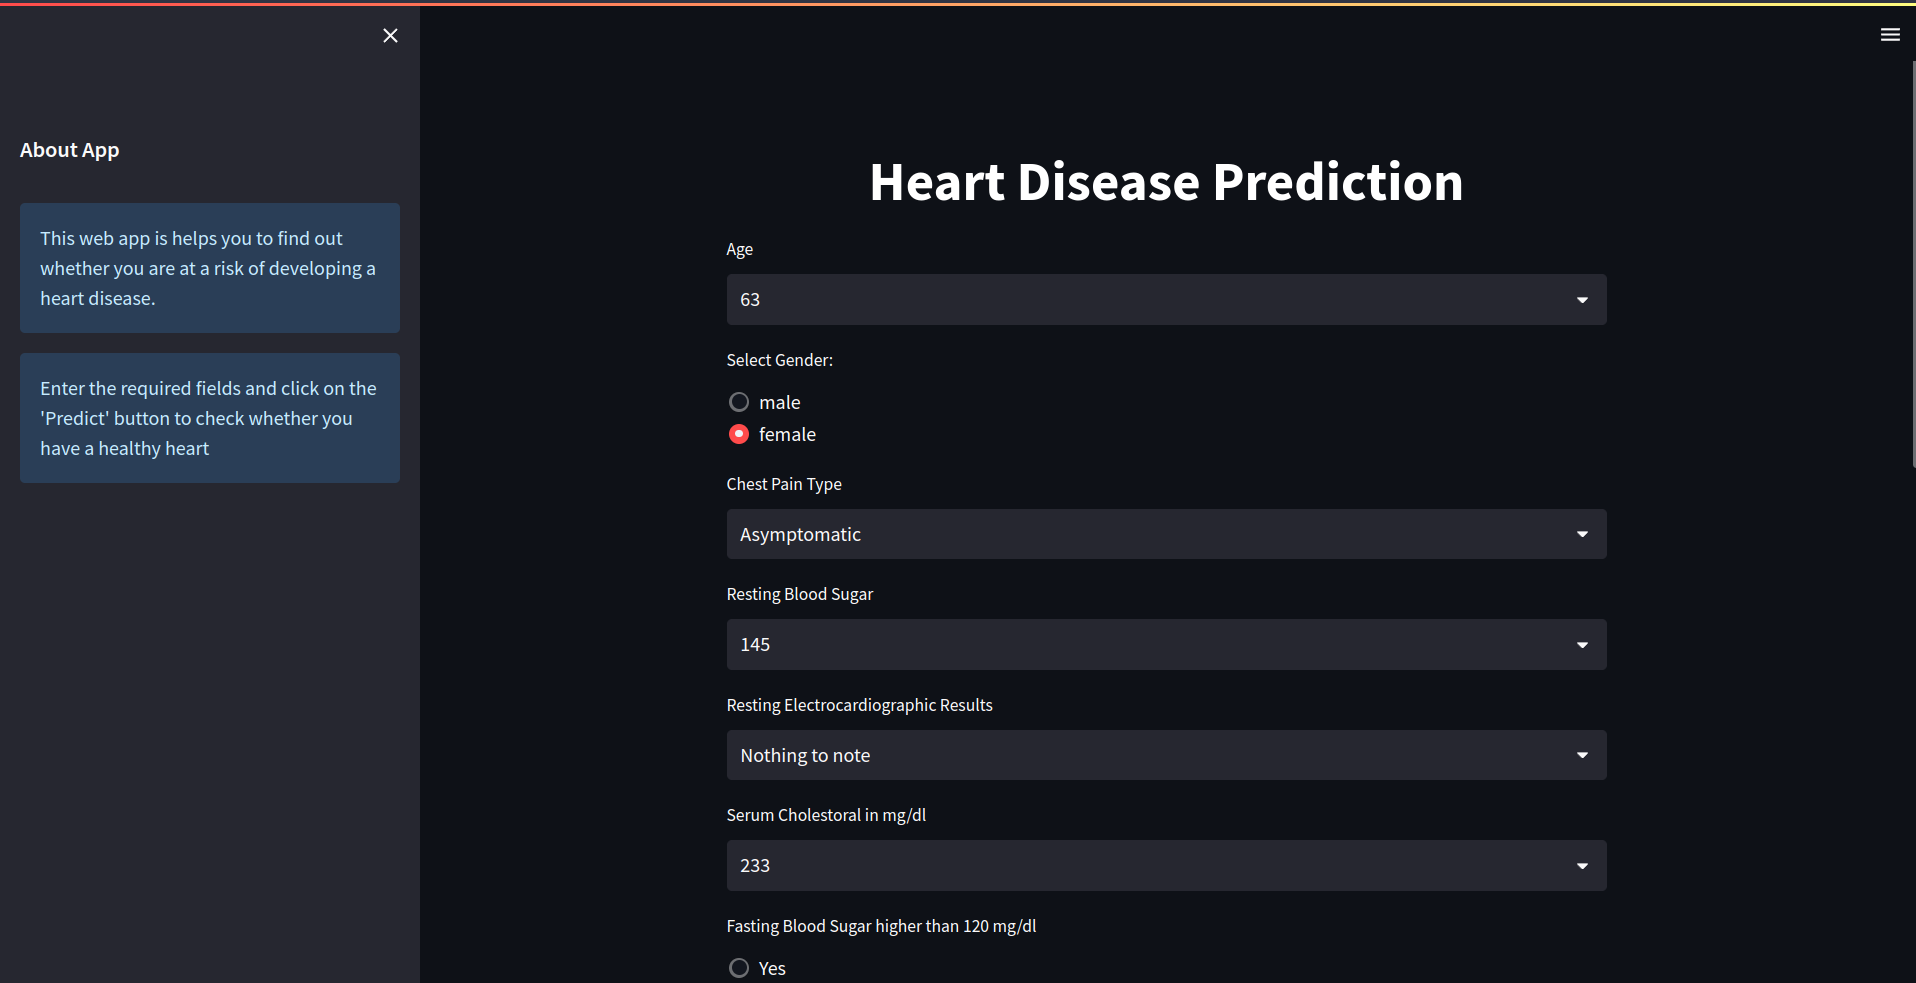 About App
This web app is helps you to find out
whether you are at a risk of developing a
heart disease.
Enter the required fields and click on the
'Predict' button to check whether you
have a healthy heart
Heart Disease Prediction
Age
63
Select Gender:
male
female
Chest Pain Type
Asymptomatic
Resting Blood Sugar
145
Resting Electrocardiographic Results
Nothing to note
Serum Cholestoral in mg/dl
233
Fasting Blood Sugar higher than 120 mg/dl
Yes